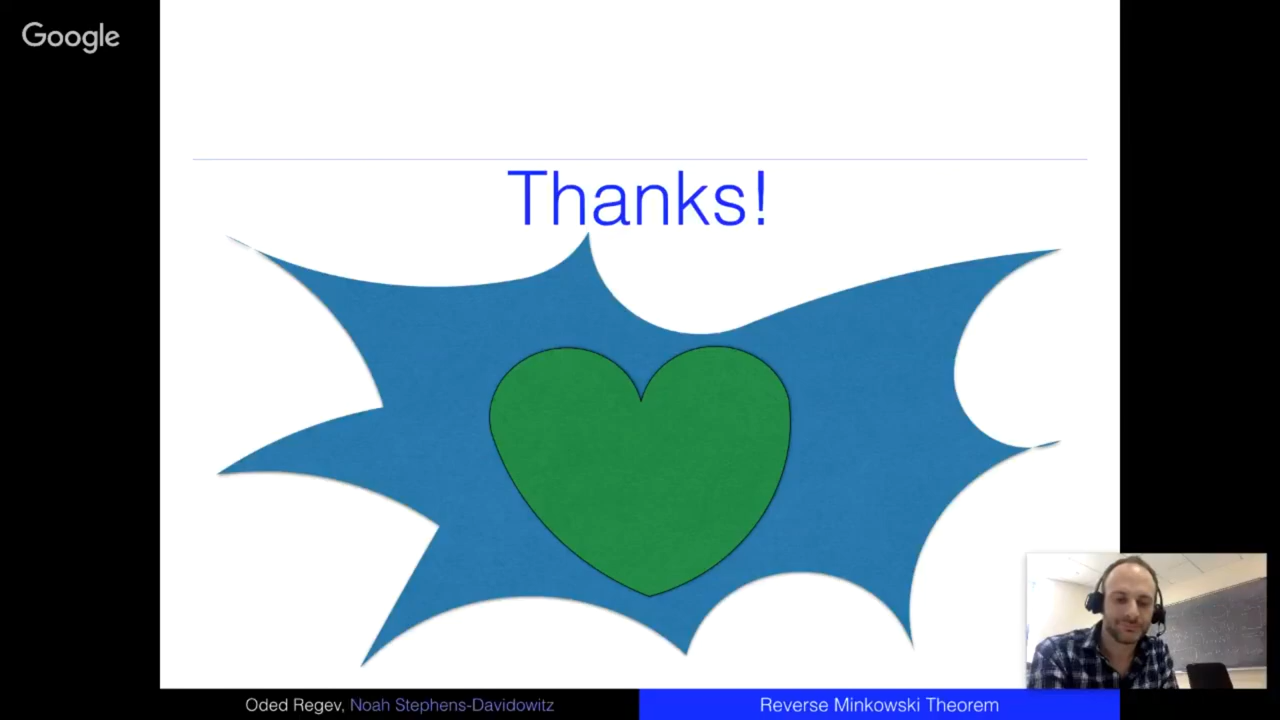 Google
Thanks!
Oded Regev, Noah Stephens-Davidowitz
Reverse Minkowski Theorem